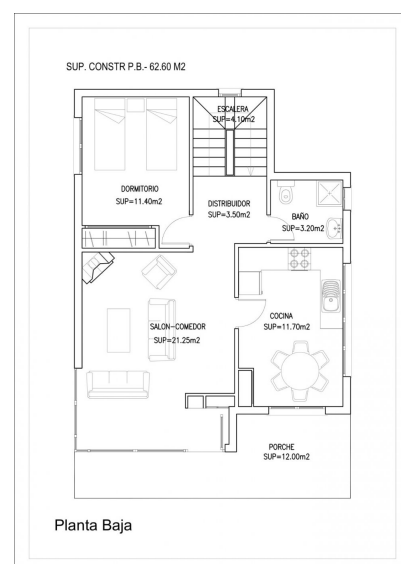 SUP. CONSTR P.B.- 62.60 M2
ESCALERA
SUP=4.10m2
DORMITORIO
SUP=11.40m2
DISTRIBUIDOR
SUP=3.50m2
BAÑO
SUP=3.20m2
SALON-COMEDOR
SUP=21.25m2
COCINA
SUP=11.70m2
PORCHE
SUP=12.00m2
Planta Baja